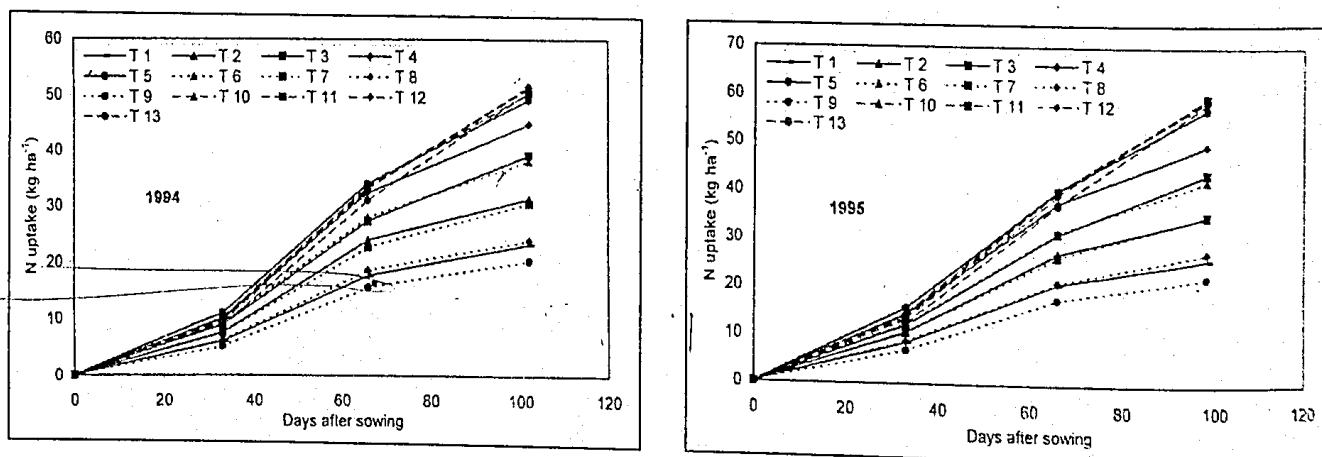 60
50
40
30
20
10
0
N uptake (kg ha⁻¹)
T 1 T 2 T 3 T 4
T 5 T 6 T 7 T 8
T 9 T 10 T 11 T 12
T 13
1994
0 20 40 60 80 100 120
Days after sowing
70
60
50
40
30
20
10
0
N uptake (kg ha⁻¹)
T 1 T 2 T 3 T 4
T 5 T 6 T 7 T 8
T 9 T 10 T 11 T 12
T 13
1995
0 20 40 60 80 100 120
Days after sowing